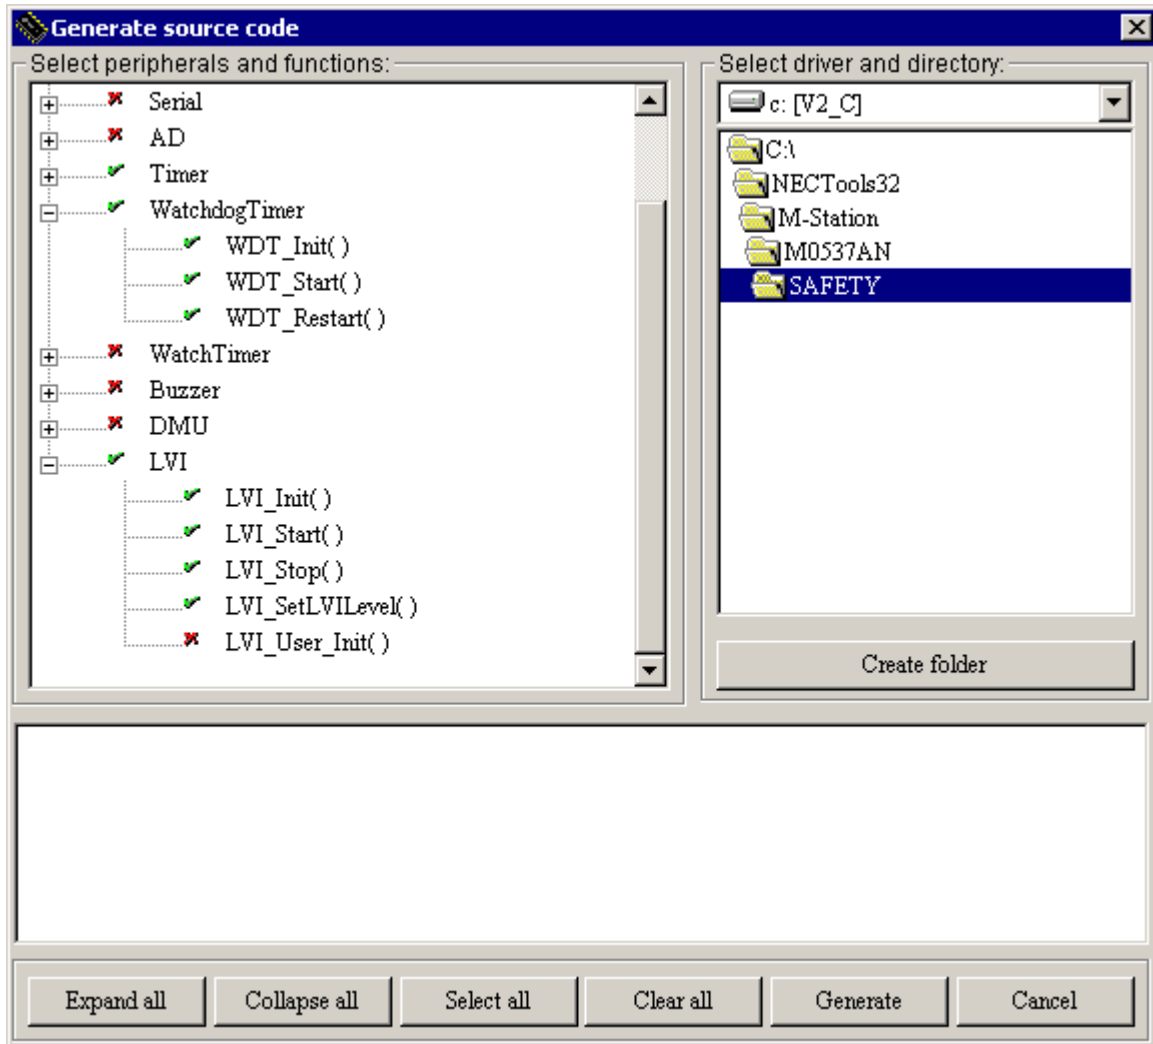 Generate source code
Select peripherals and functions:
Serial
AD
Timer
WatchdogTimer
WDT_Init( )
WDT_Start( )
WDT_Restart( )
WatchTimer
Buzzer
DMU
LVI
LVI_Init( )
LVI_Start( )
LVI_Stop( )
LVI_SetLVILevel( )
LVI_User_Init( )
Select driver and directory:
c: [V2_C]
C:\
NECTools32
M-Station
M0537AN
SAFETY
Create folder
Expand all Collapse all Select all Clear all Generate Cancel